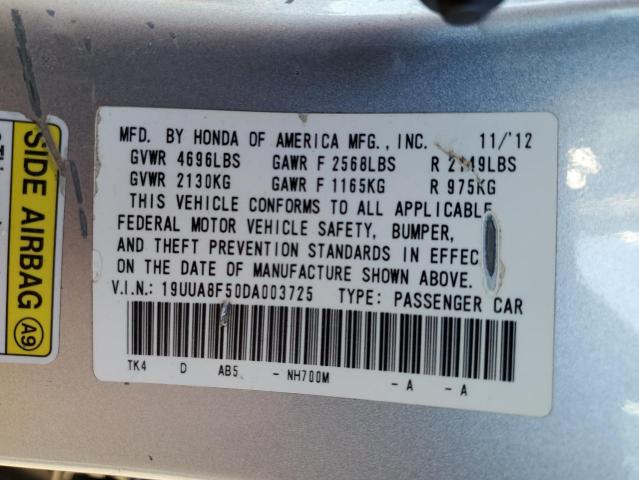 MFD. BY HONDA OF AMERICA MFG., INC. 11/'12
GVWR 4696LBS GAWR F 2568LBS R 2149LBS
GVWR 2130KG GAWR F 1165KG R 975KG
THIS VEHICLE CONFORMS TO ALL APPLICABLE
FEDERAL MOTOR VEHICLE SAFETY, BUMPER,
AND THEFT PREVENTION STANDARDS IN EFFEC
ON THE DATE OF MANUFACTURE SHOWN ABOVE.
V.I.N.: 19UUA8F50DA003725 TYPE: PASSENGER CAR
TK4 D AB5 - NH700M - A - A
SIDE AIRBAG A9